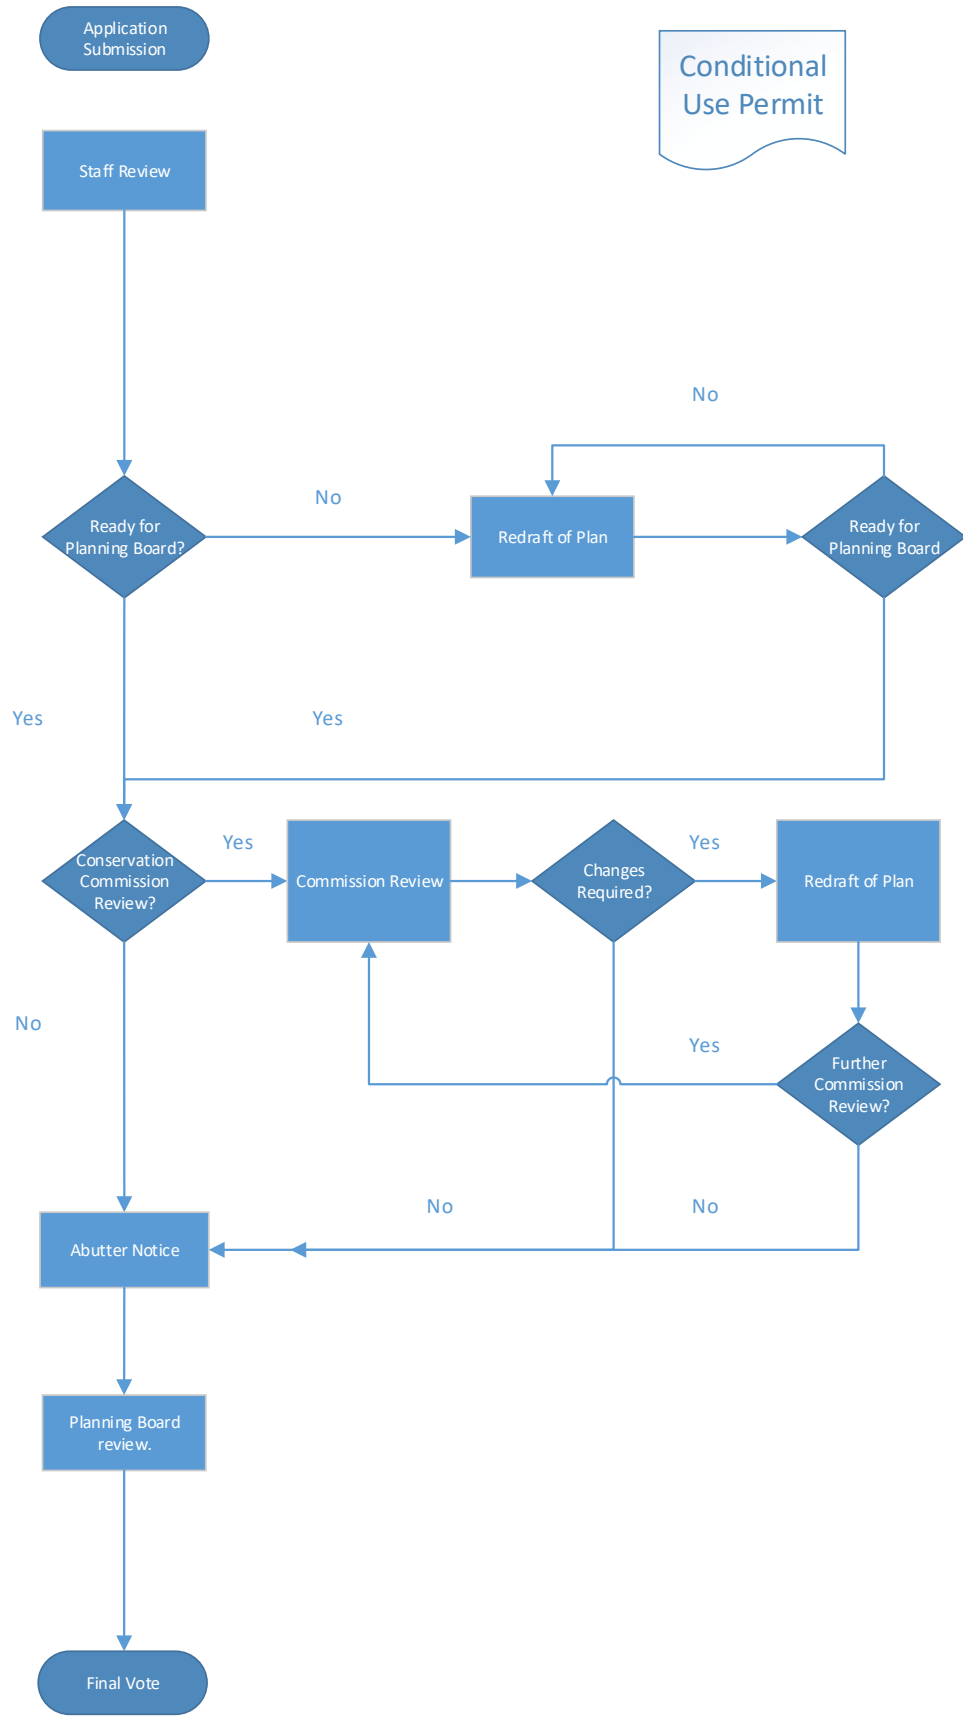 Application
Submission
Conditional
Use Permit
Staff Review
No
No
Ready for
Planning Board?
Redraft of Plan
Ready for
Planning Board
Yes
Yes
Yes
Yes
Conservation
Commission
Review?
Commission Review
Changes
Required?
Redraft of Plan
No
Yes
Further
Commission
Review?
No
No
Abutter Notice
Planning Board
review.
Final Vote